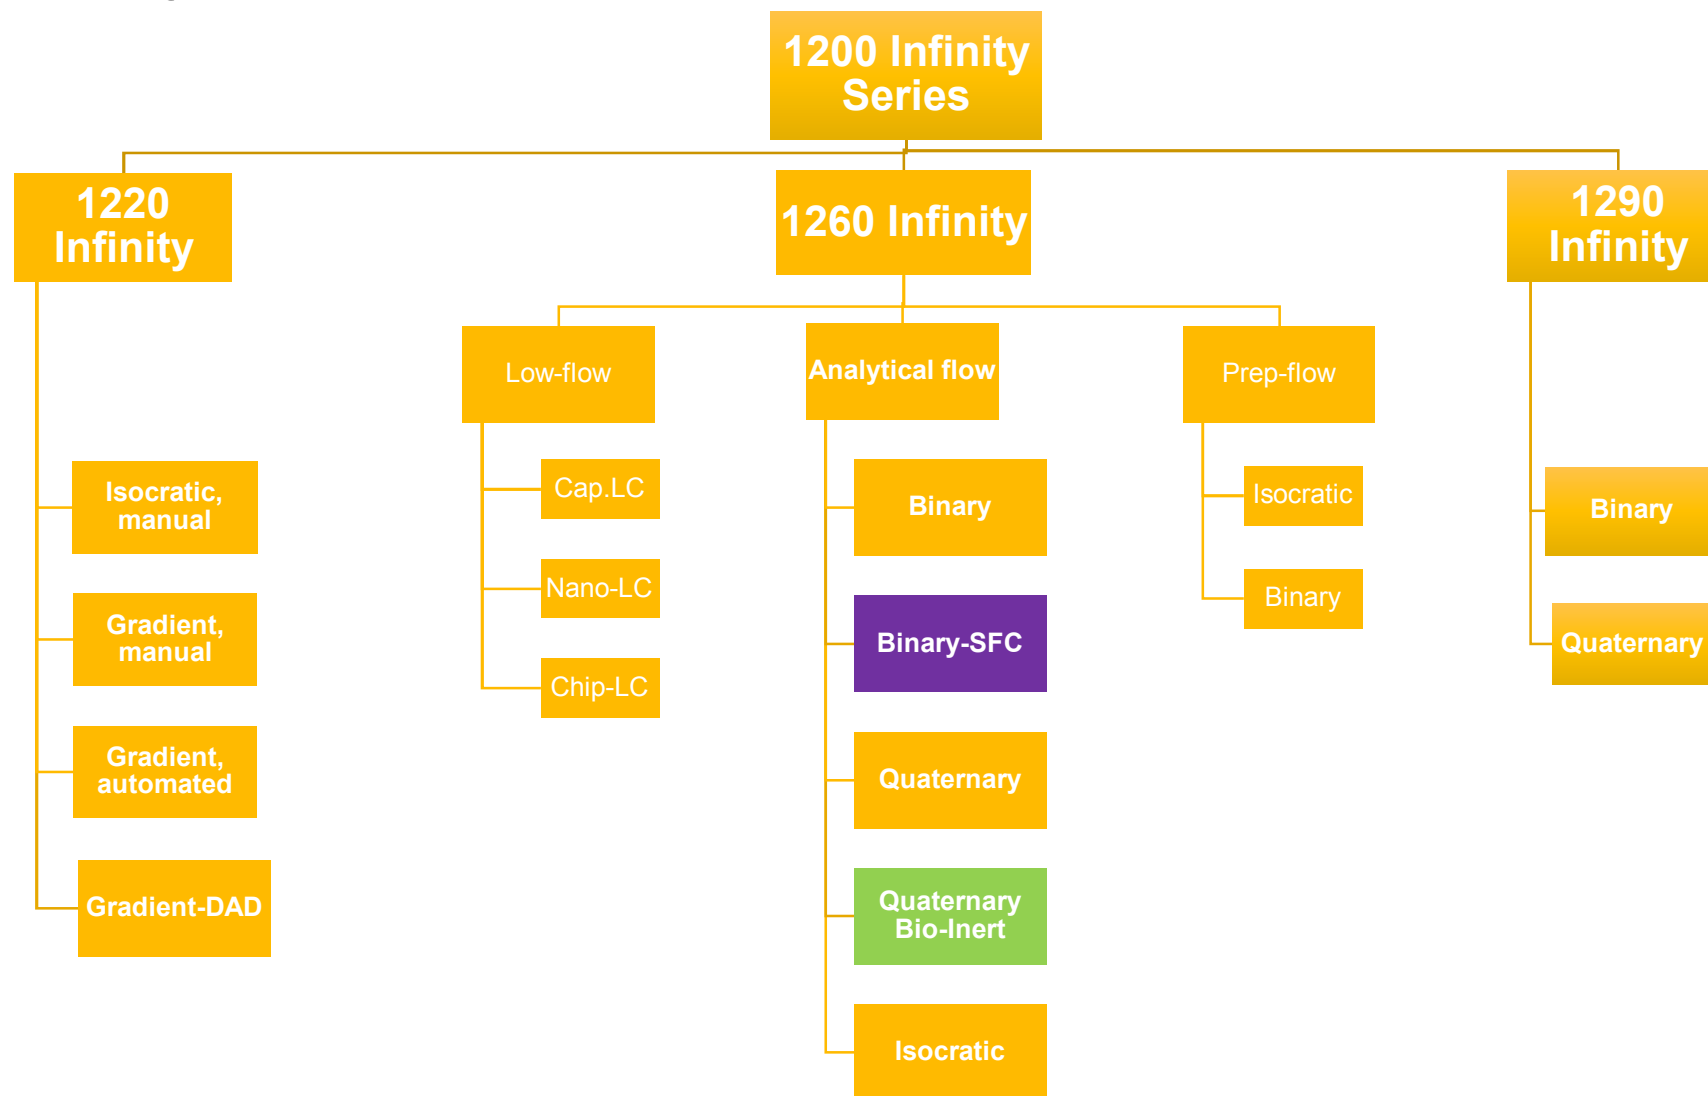 1200 Infinity
Series
1220
Infinity
1260 Infinity
1290
Infinity
Low-flow
Analytical flow
Prep-flow
Isocratic,
manual
Gradient,
manual
Gradient,
automated
Gradient-DAD
Cap.LC
Nano-LC
Chip-LC
Binary
Binary-SFC
Quaternary
Quaternary
Bio-Inert
Isocratic
Isocratic
Binary
Binary
Quaternary